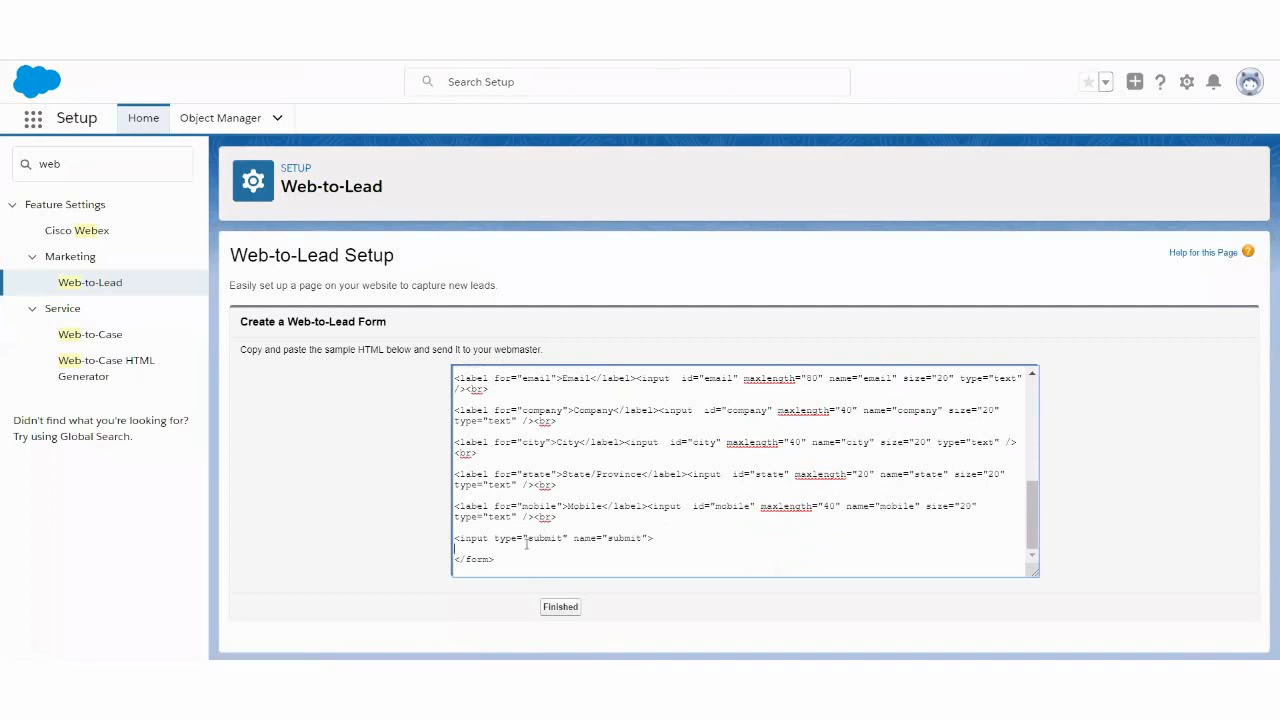 Search Setup
Setup
Home
Object Manager
web
Feature Settings
Cisco Webex
Marketing
Web-to-Lead
Service
Web-to-Case
Web-to-Case HTML
Generator
Didn't find what you're looking for?
Try using Global Search.
SETUP
Web-to-Lead
Web-to-Lead Setup
Help for this Page
Easily set up a page on your website to capture new leads.
Create a Web-to-Lead Form
Copy and paste the sample HTML below and send it to your webmaster.
<label for="email">Email</label><input  id="email" maxlength="80" name="email" size="20" type="text"
/><br>
<label for="company">Company</label><input  id="company" maxlength="40" name="company" size="20"
type="text" /><br>
<label for="city">City</label><input  id="city" maxlength="40" name="city" size="20" type="text" />
<br>
<label for="state">State/Province</label><input  id="state" maxlength="20" name="state" size="20"
type="text" /><br>
<label for="mobile">Mobile</label><input  id="mobile" maxlength="40" name="mobile" size="20"
type="text" /><br>
<input type="submit" name="submit">
</form>
Finished